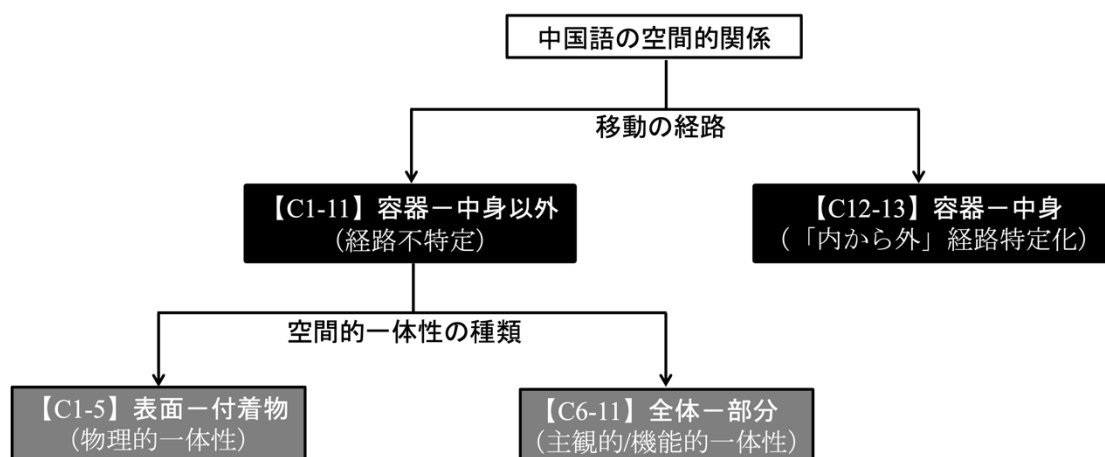 中国語の空間的関係
移動の経路
【C1-11】容器－中身以外
（経路不特定）
【C12-13】容器－中身
（「内から外」経路特定化）
空間的一体性の種類
【C1-5】表面－付着物
（物理的一体性）
【C6-11】全体－部分
（主観的/機能的一体性）